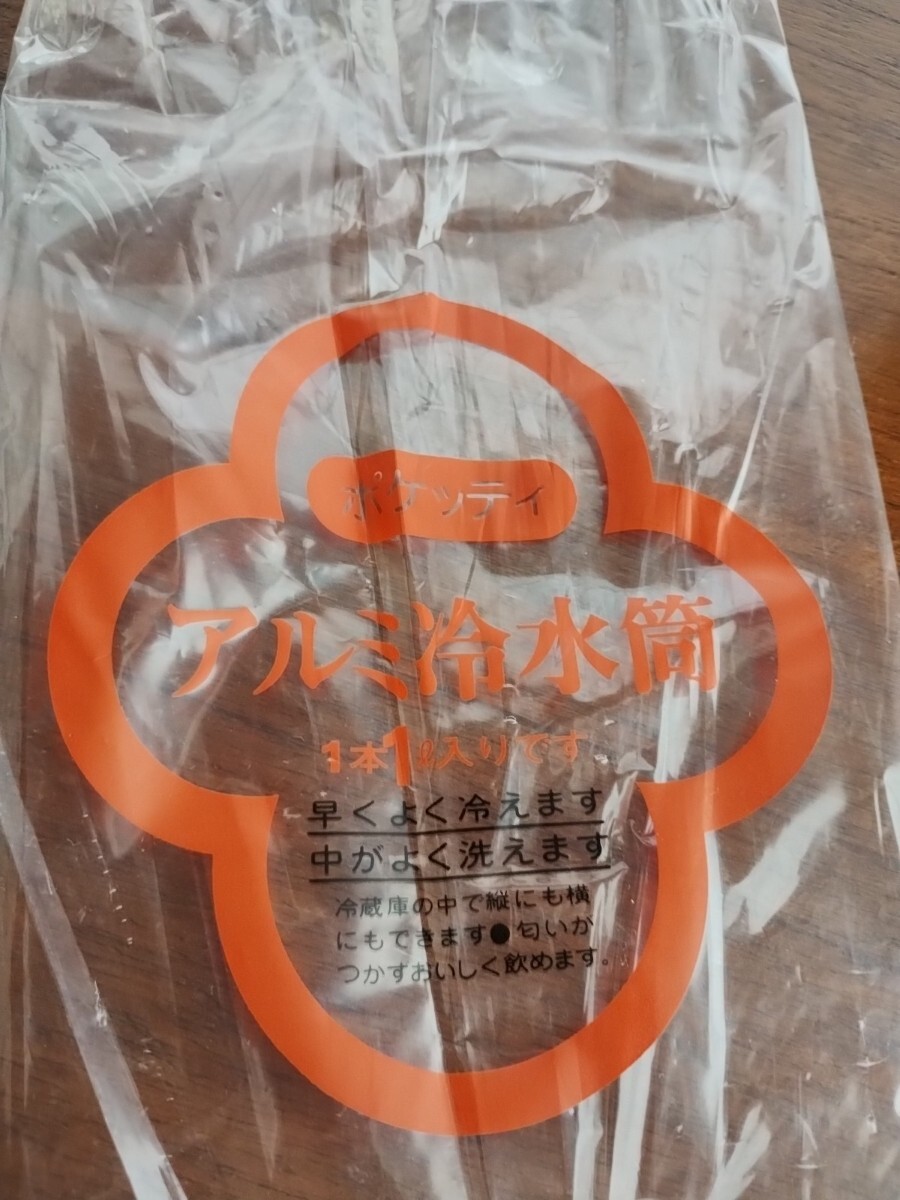 ポケッティ
アルミ冷水筒
1本1ℓ入りです
早くよく冷えます
中がよく洗えます
冷蔵庫の中で縦にも横
にもできます●匂いか
つかすおいしく飲めます。